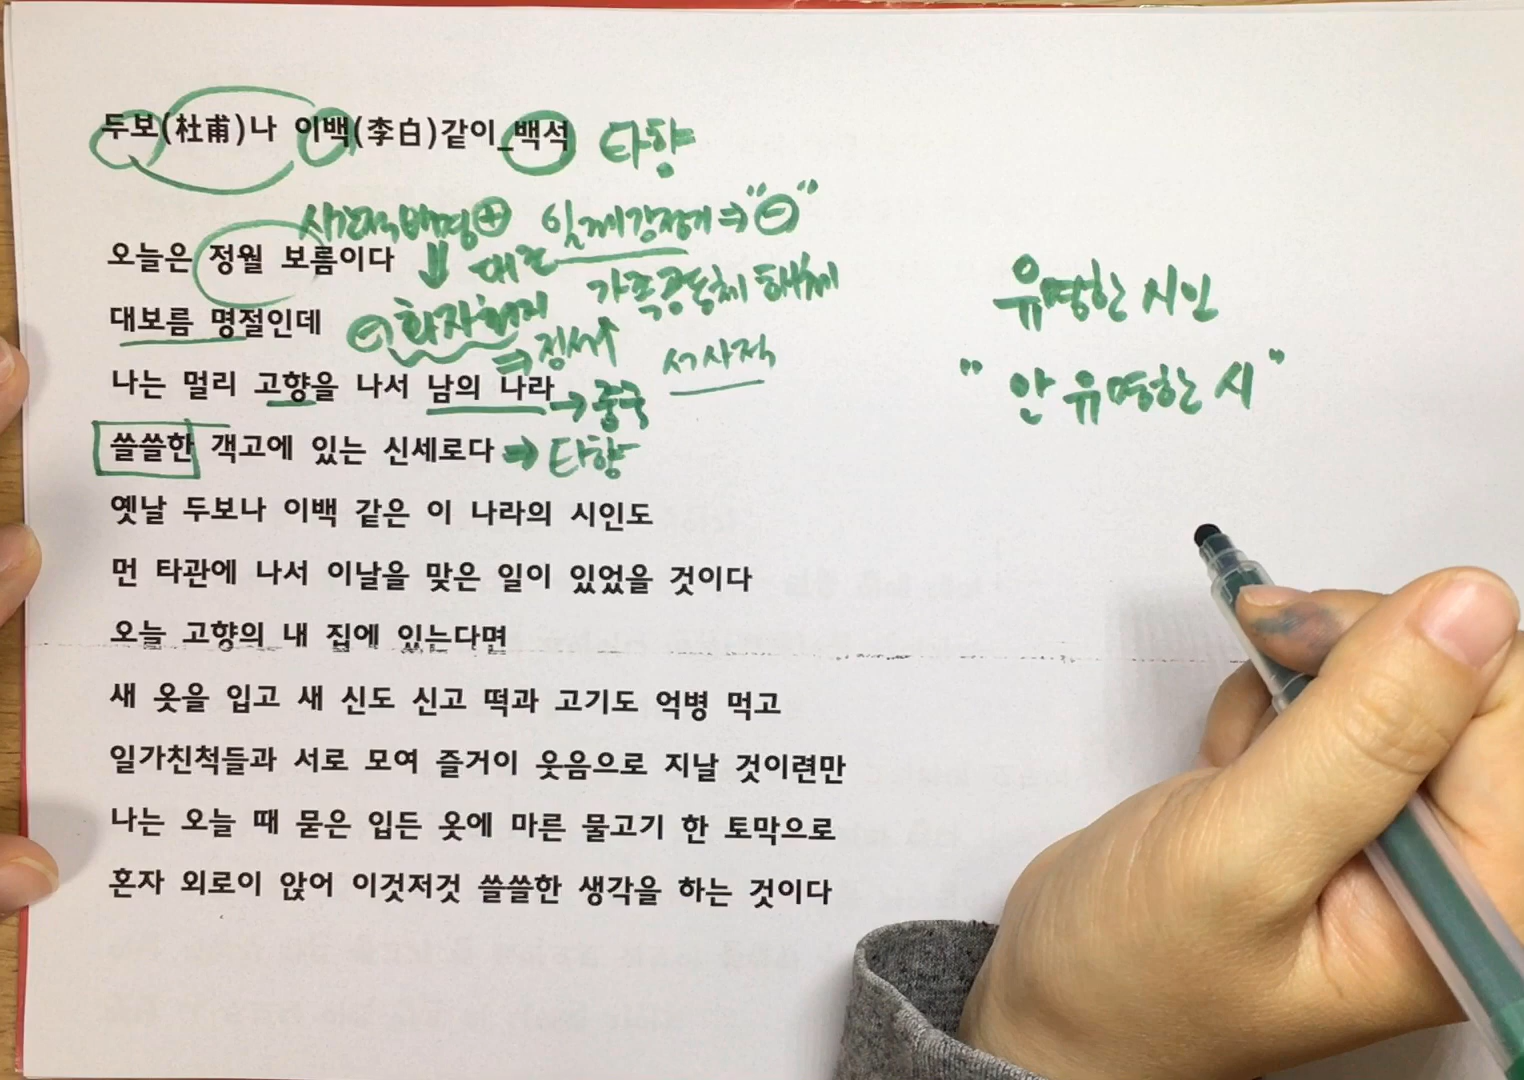 두보(杜甫)나 이백(李白)같이_백석 타향
시간적 배경 ⊕ 일제강점기 ⇒ "⊖"
오늘은 정월 보름이다 ⇓ 대조 가족공동체 해체
대보름 명절인데 ⊖ 화자 현재 ⇒ 정서↑ 서사적
나는 멀리 고향을 나서 남의 나라 → 중국
쓸쓸한 객고에 있는 신세로다 ⇒ 타향
옛날 두보나 이백 같은 이 나라의 시인도
먼 타관에 나서 이날을 맞은 일이 있었을 것이다
오늘 고향의 내 집에 있는다면
새 옷을 입고 새 신도 신고 떡과 고기도 억병 먹고
일가친척들과 서로 모여 즐거이 웃음으로 지날 것이련만
나는 오늘 때 묻은 입든 옷에 마른 물고기 한 토막으로
혼자 외로이 앉어 이것저것 쓸쓸한 생각을 하는 것이다
유명한 시인
"안 유명한 시"